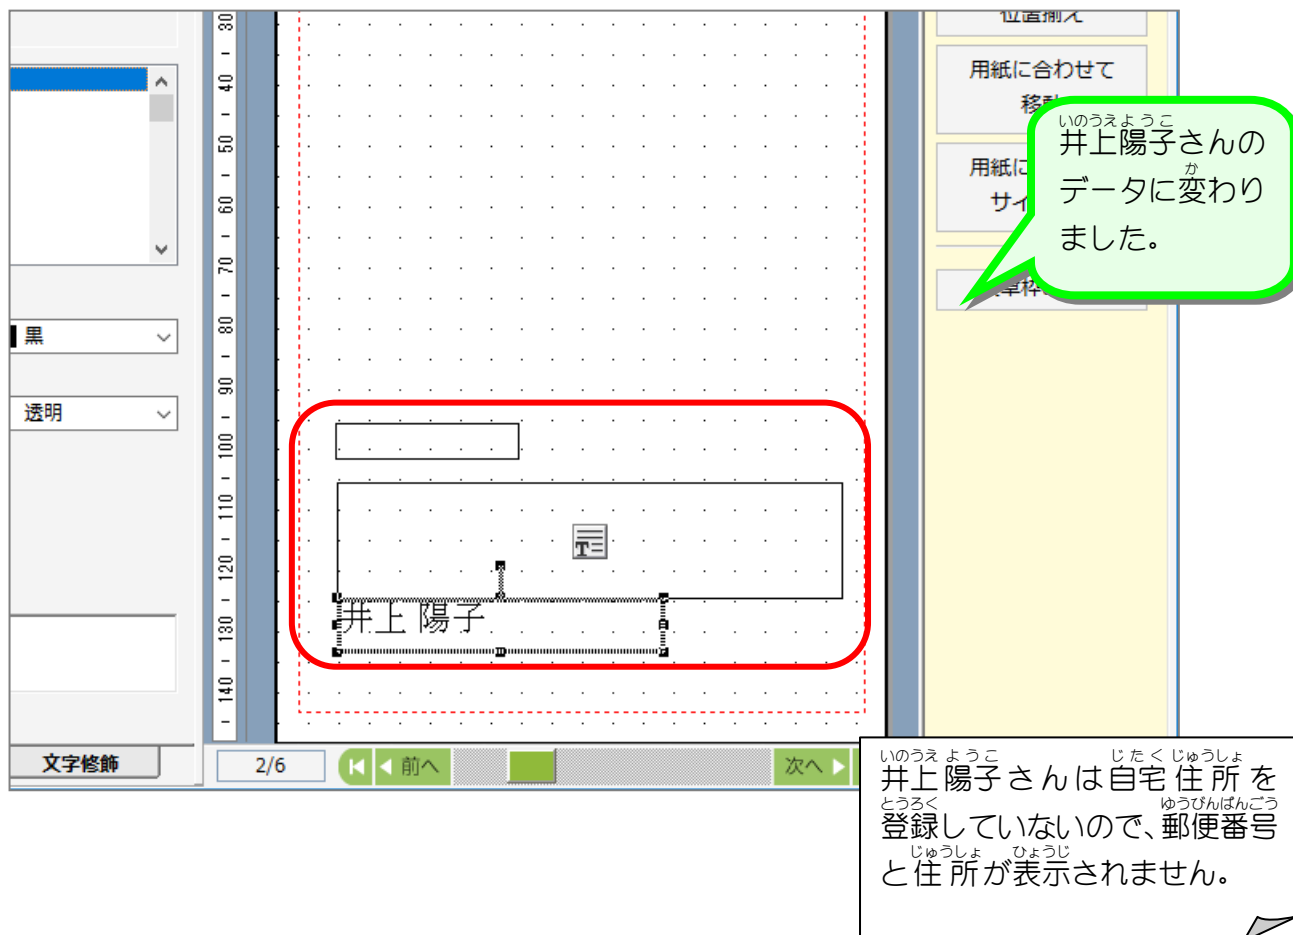 30
40
50
60
70
80
90
100
110
120
130
140
黒
透明
文字修飾
井上 陽子
2/6
前へ
次へ
位置揃え
用紙に合わせて
移動
用紙に
サイ
いのうえようこ
井上陽子さんの
か
データに変わり
ました。
いのうえ ようこ じたくじゅうしょ
井上陽子さんは自宅住所を
とうろく ゆうびんばんごう
登録していないので、郵便番号
じゅうしょ ひょうじ
と住所が表示されません。